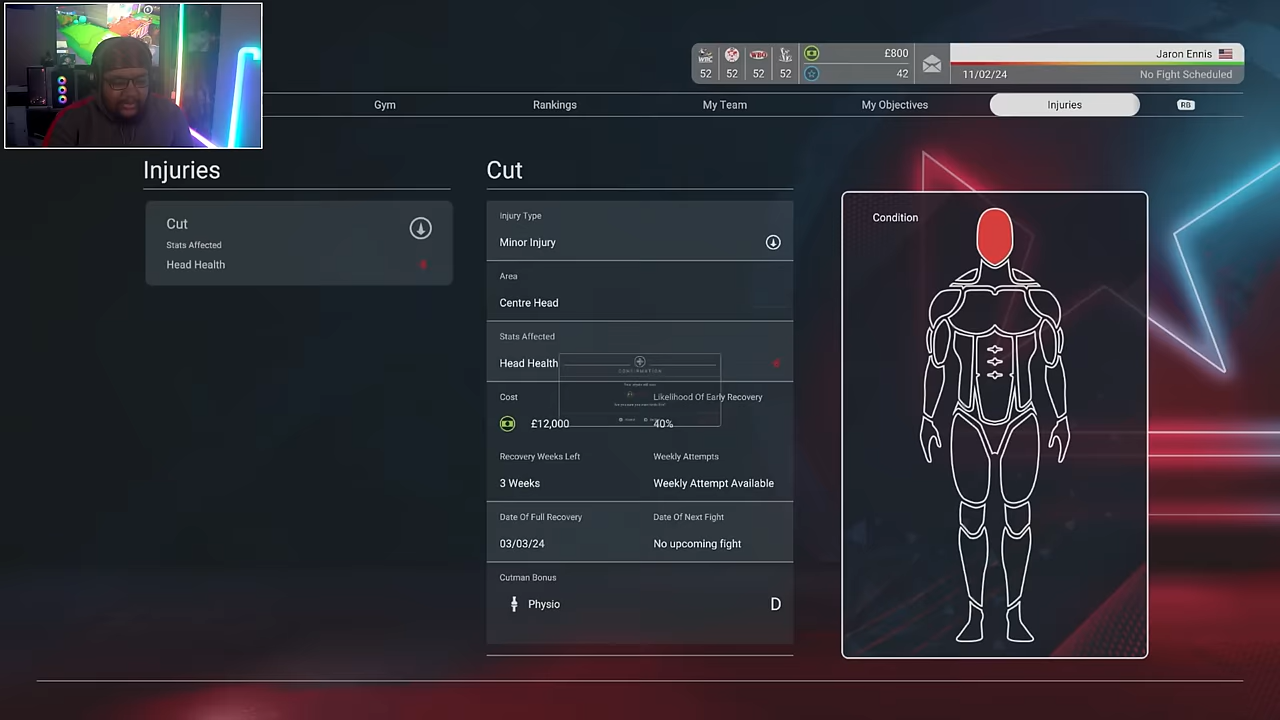 WBC
WBO
£800
52
52
52
52
42
Jaron Ennis
11/02/24
No Fight Scheduled
Gym
Rankings
My Team
My Objectives
Injuries
RB
Injuries
Cut
Stats Affected
Head Health
Cut
Injury Type
Minor Injury
Area
Centre Head
Stats Affected
Head Health
CONFIRMATION
Cost
Likelihood Of Early Recovery
£12,000
40%
Recovery Weeks Left
Weekly Attempts
3 Weeks
Weekly Attempt Available
Date Of Full Recovery
Date Of Next Fight
03/03/24
No upcoming fight
Cutman Bonus
Physio
D
Condition